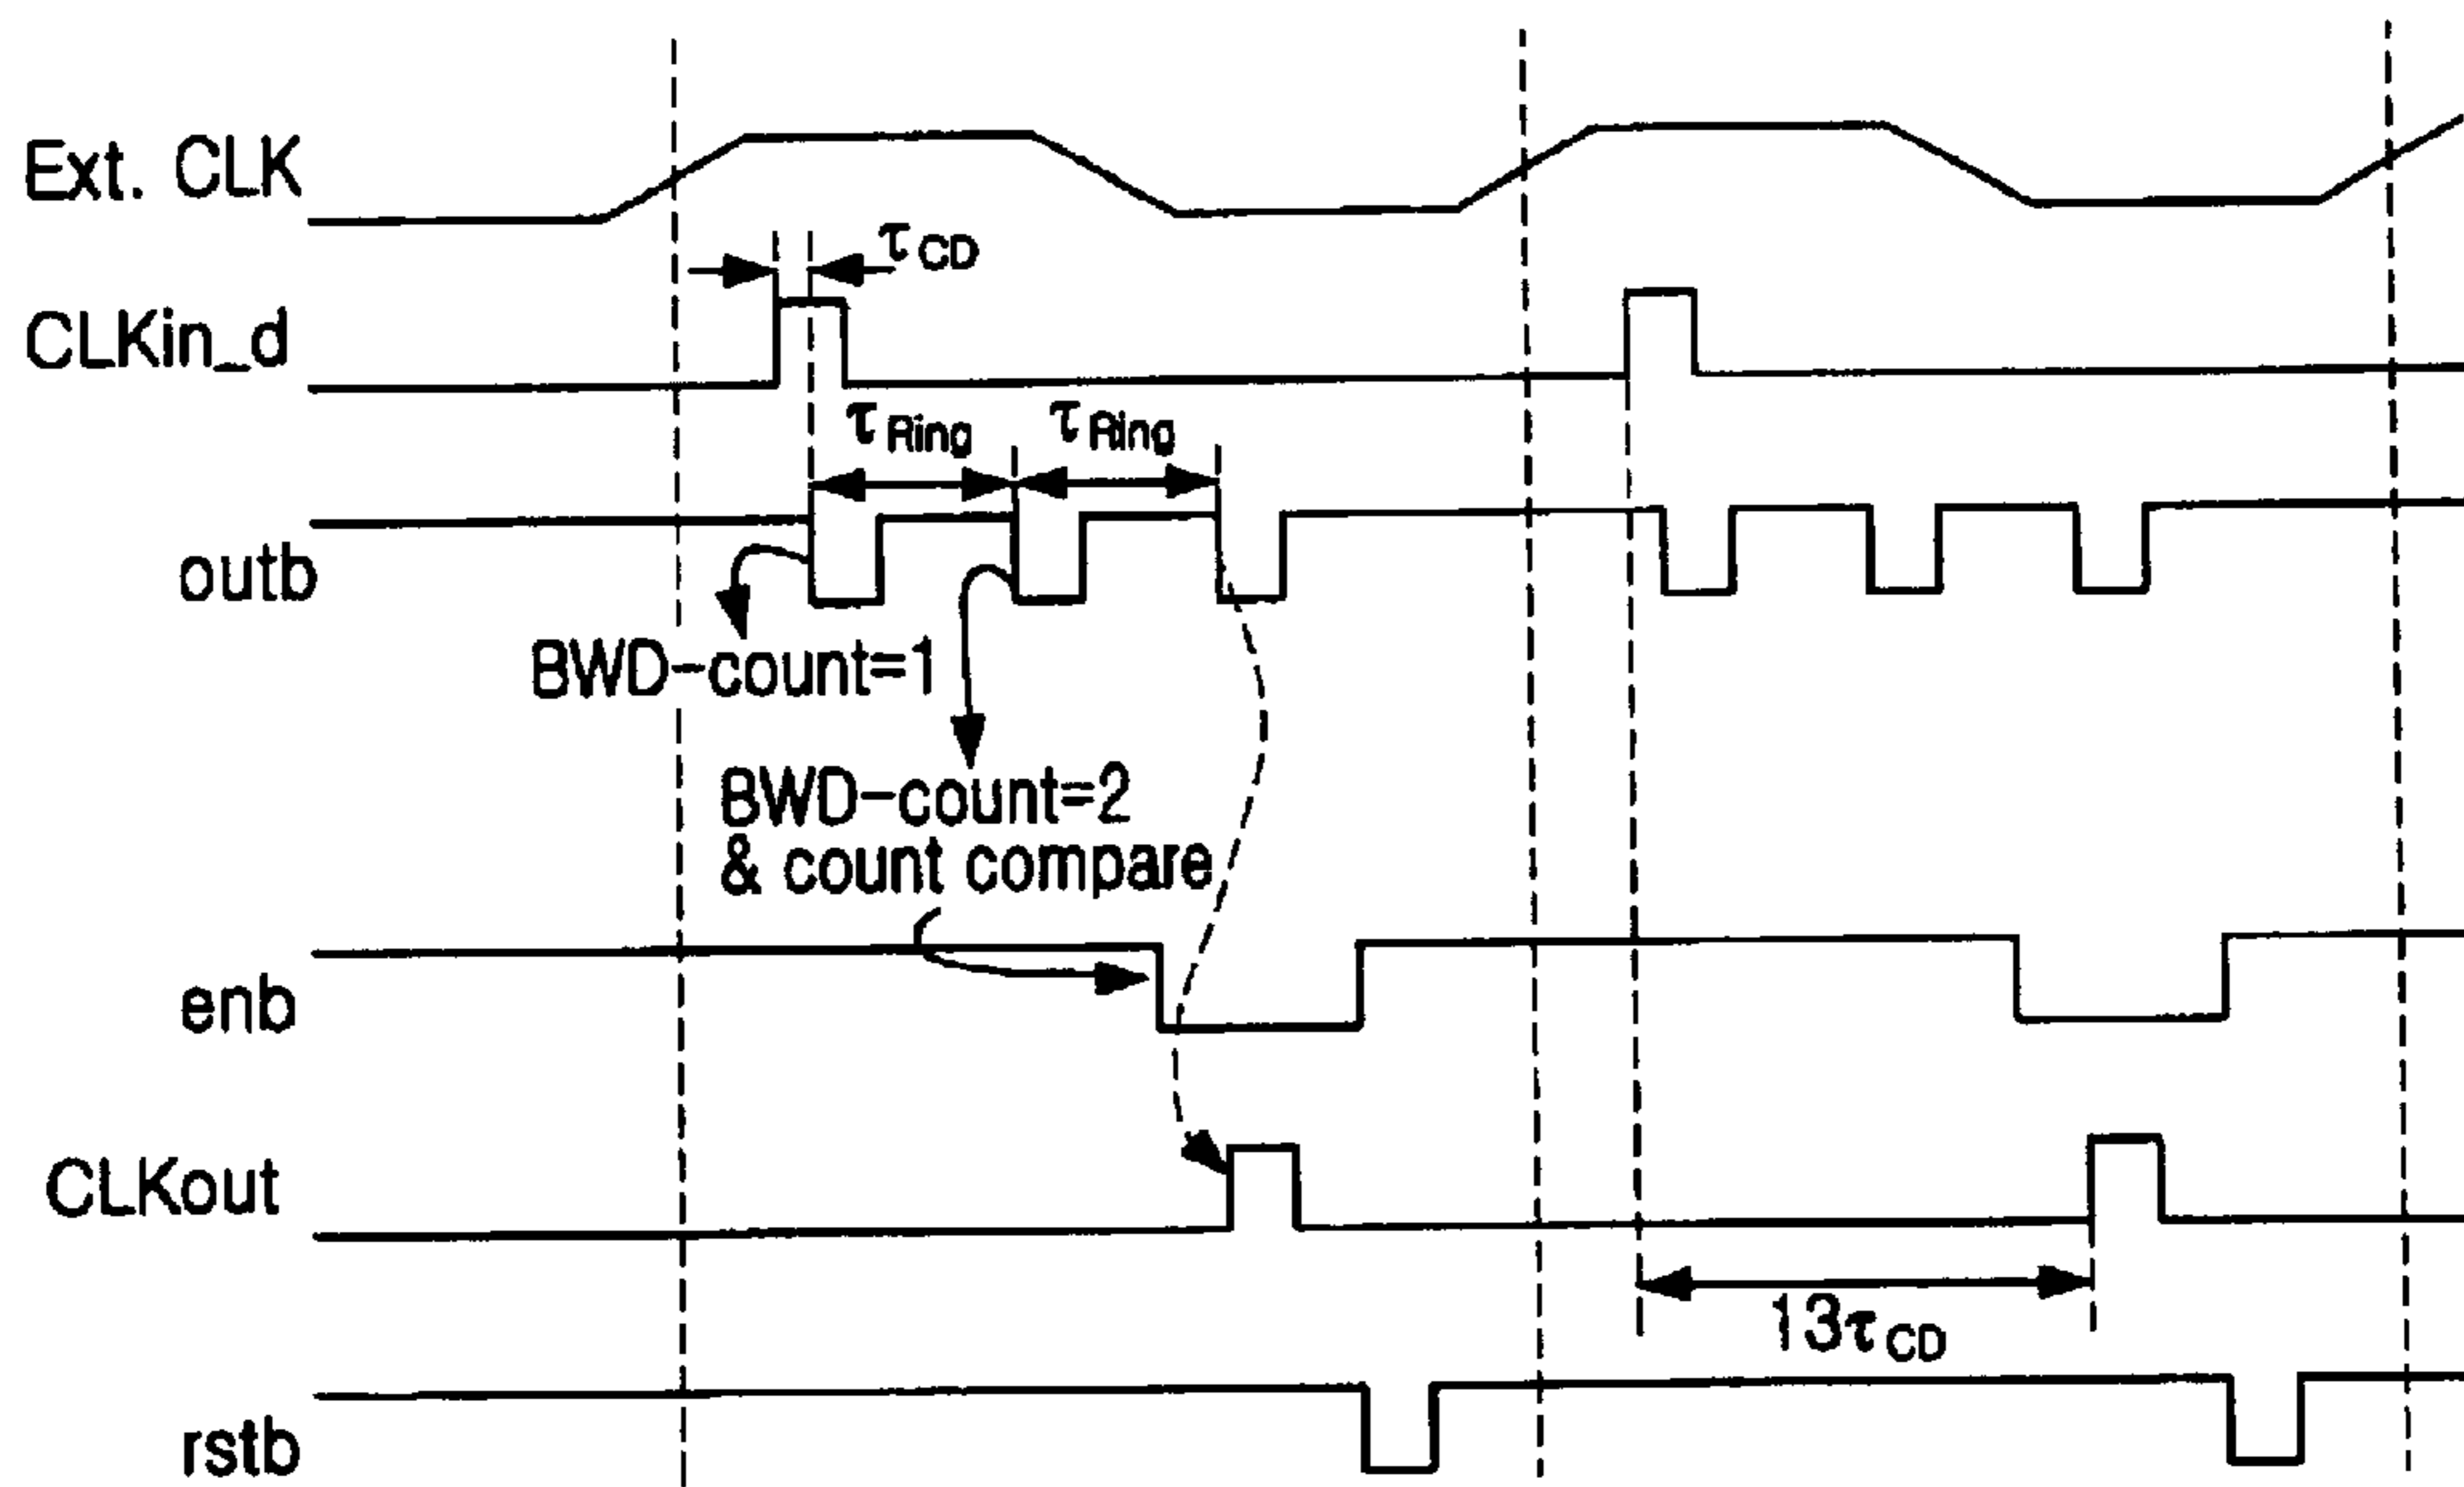 Ext. CLK
τCD
CLKin_d
τRing τRing
outb
BWD-count=1
BWD-count=2
& count compare
enb
CLKout
13τCD
rstb